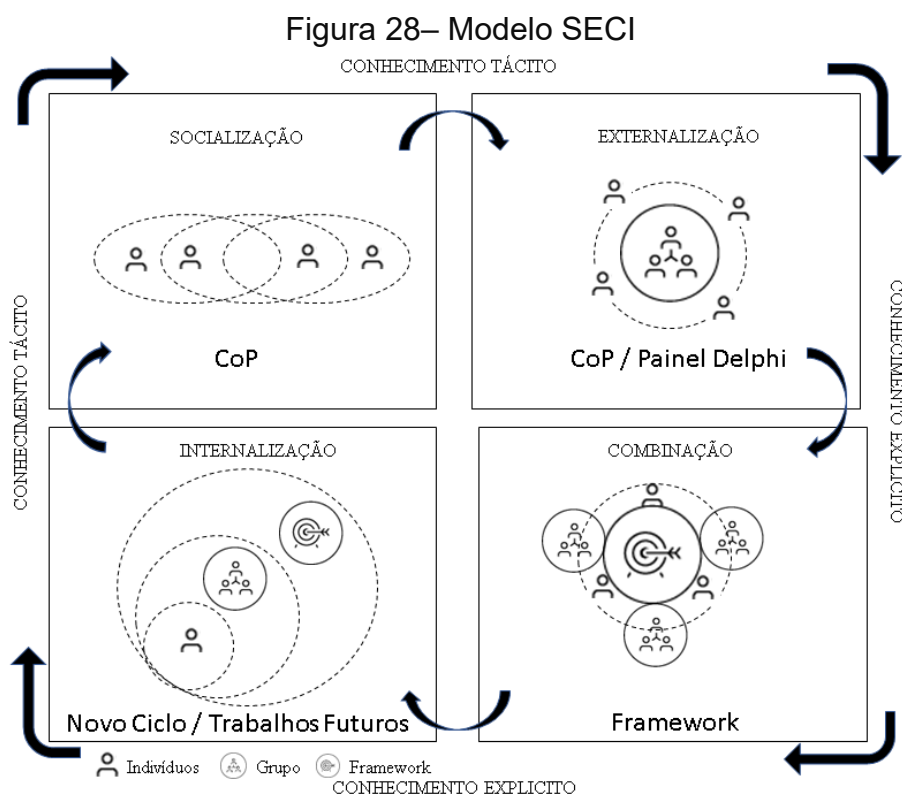 Figura 28– Modelo SECI
CONHECIMENTO TÁCITO
SOCIALIZAÇÃO
EXTERNALIZAÇÃO
CoP
CoP / Painel Delphi
CONHECIMENTO TÁCITO
CONHECIMENTO EXPLICITO
INTERNALIZAÇÃO
COMBINAÇÃO
Novo Ciclo / Trabalhos Futuros
Framework
Indivíduos Grupo Framework
CONHECIMENTO EXPLICITO